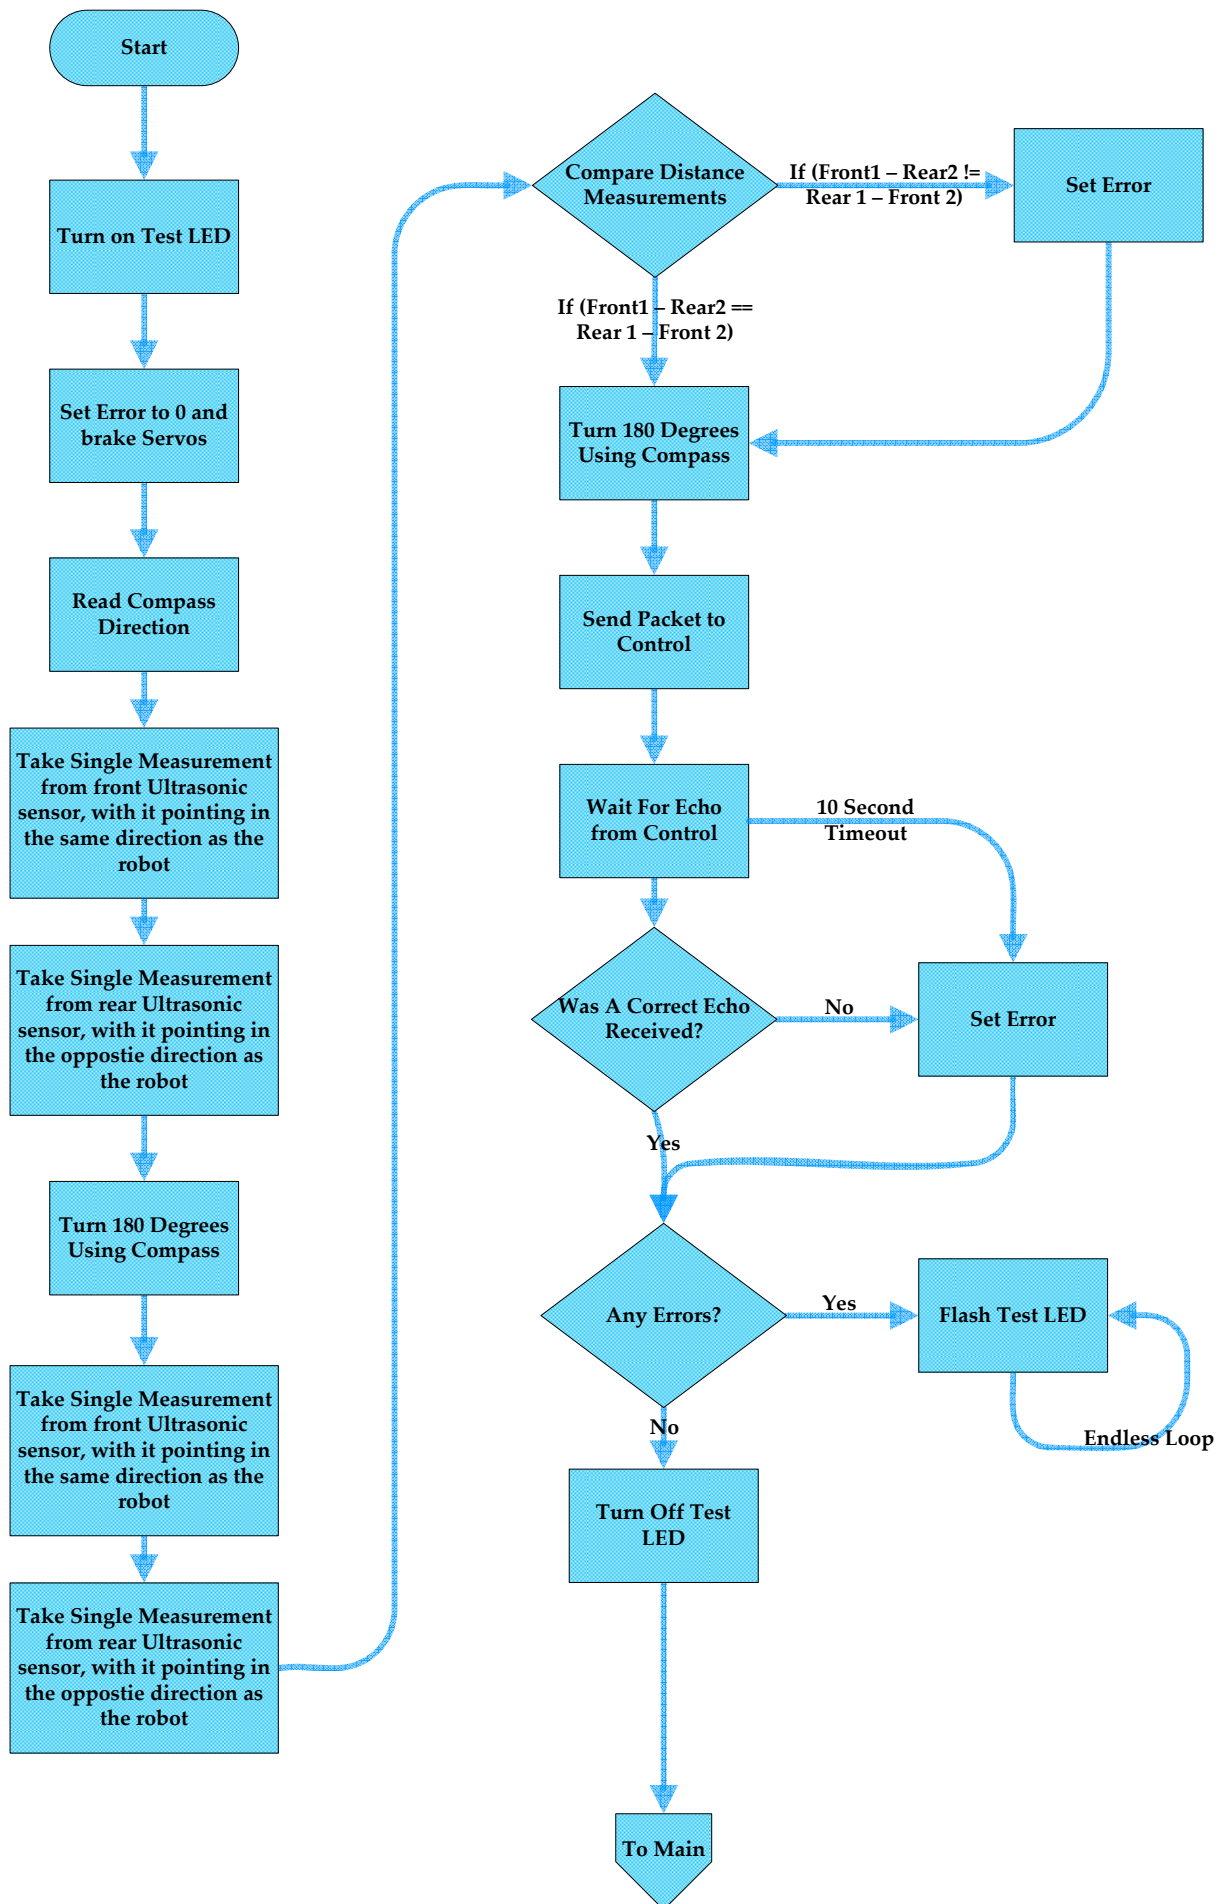 Start
Turn on Test LED
Set Error to 0 and
brake Servos
Read Compass
Direction
Take Single Measurement
from front Ultrasonic
sensor, with it pointing in
the same direction as the
robot
Take Single Measurement
from rear Ultrasonic
sensor, with it pointing in
the oppostie direction as
the robot
Turn 180 Degrees
Using Compass
Take Single Measurement
from front Ultrasonic
sensor, with it pointing in
the same direction as the
robot
Take Single Measurement
from rear Ultrasonic
sensor, with it pointing in
the oppostie direction as
the robot
Compare Distance
Measurements
If (Front1 – Rear2 !=
Rear 1 – Front 2)
Set Error
If (Front1 – Rear2 ==
Rear 1 – Front 2)
Turn 180 Degrees
Using Compass
Send Packet to
Control
Wait For Echo
from Control
10 Second
Timeout
Was A Correct Echo
Received?
No
Set Error
Yes
Any Errors?
Yes
Flash Test LED
Endless Loop
No
Turn Off Test
LED
To Main